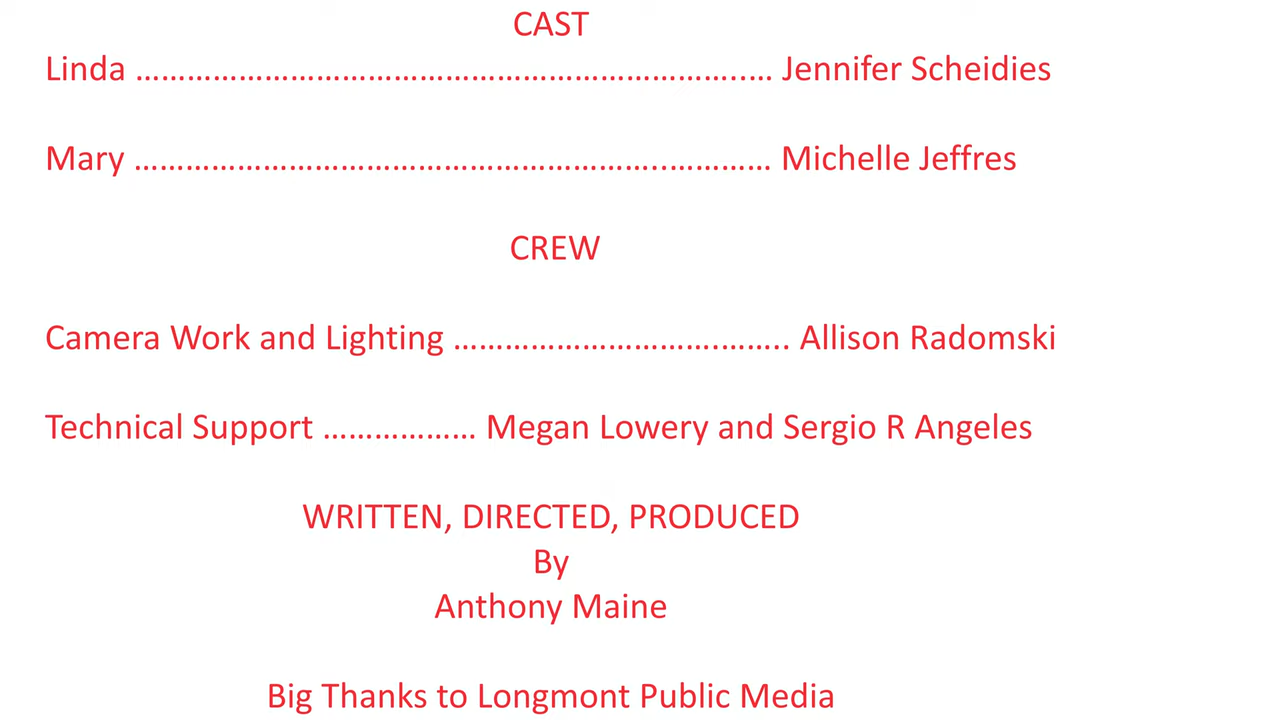 CAST
Linda ………………………………………………………………..… Jennifer Scheidies
Mary ………………………………………………………..………… Michelle Jeffres
CREW
Camera Work and Lighting ………………………….…….. Allison Radomski
Technical Support ……………… Megan Lowery and Sergio R Angeles
WRITTEN, DIRECTED, PRODUCED
By
Anthony Maine
Big Thanks to Longmont Public Media